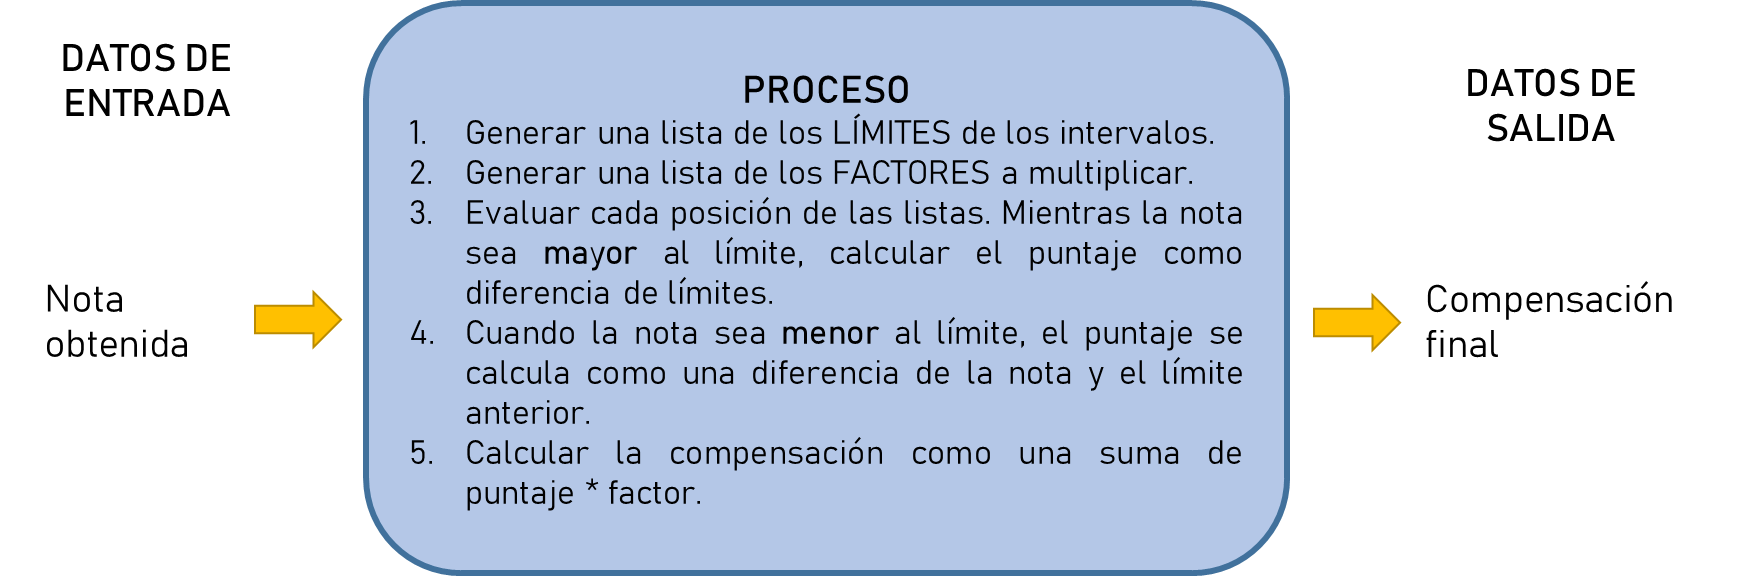 DATOS DE
ENTRADA
Nota
obtenida
PROCESO
1. Generar una lista de los LÍMITES de los intervalos.
2. Generar una lista de los FACTORES a multiplicar.
3. Evaluar cada posición de las listas. Mientras la nota
sea mayor al límite, calcular el puntaje como
diferencia de límites.
4. Cuando la nota sea menor al límite, el puntaje se
calcula como una diferencia de la nota y el límite
anterior.
5. Calcular la compensación como una suma de
puntaje * factor.
DATOS DE
SALIDA
Compensación
final